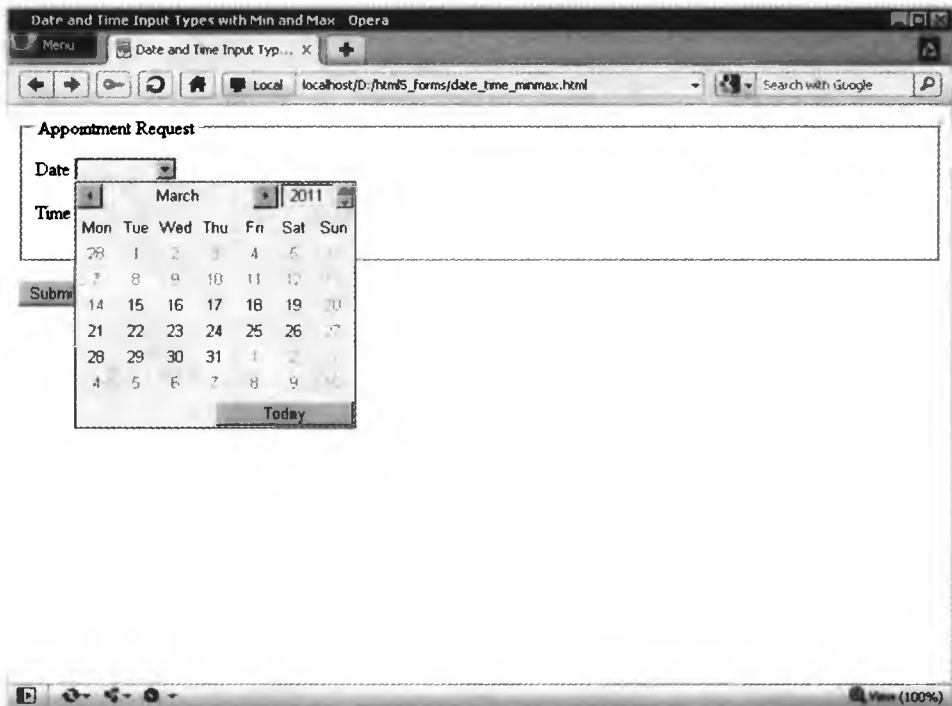 Date and Time Input Types with Min and Max Opera
Menu Date and Time Input Typ... X
Local localhost/D:/html5_forms/date_time_minmax.html Search with Google
Appointment Request
Date
March 2011
Time
Mon Tue Wed Thu Fri Sat Sun
28 1 2 3 4 5
7 8 9 10 11 12
Submi
14 15 16 17 18 19 20
21 22 23 24 25 26 27
28 29 30 31 1 2
4 5 6 7 8 9
Today
View (100%)